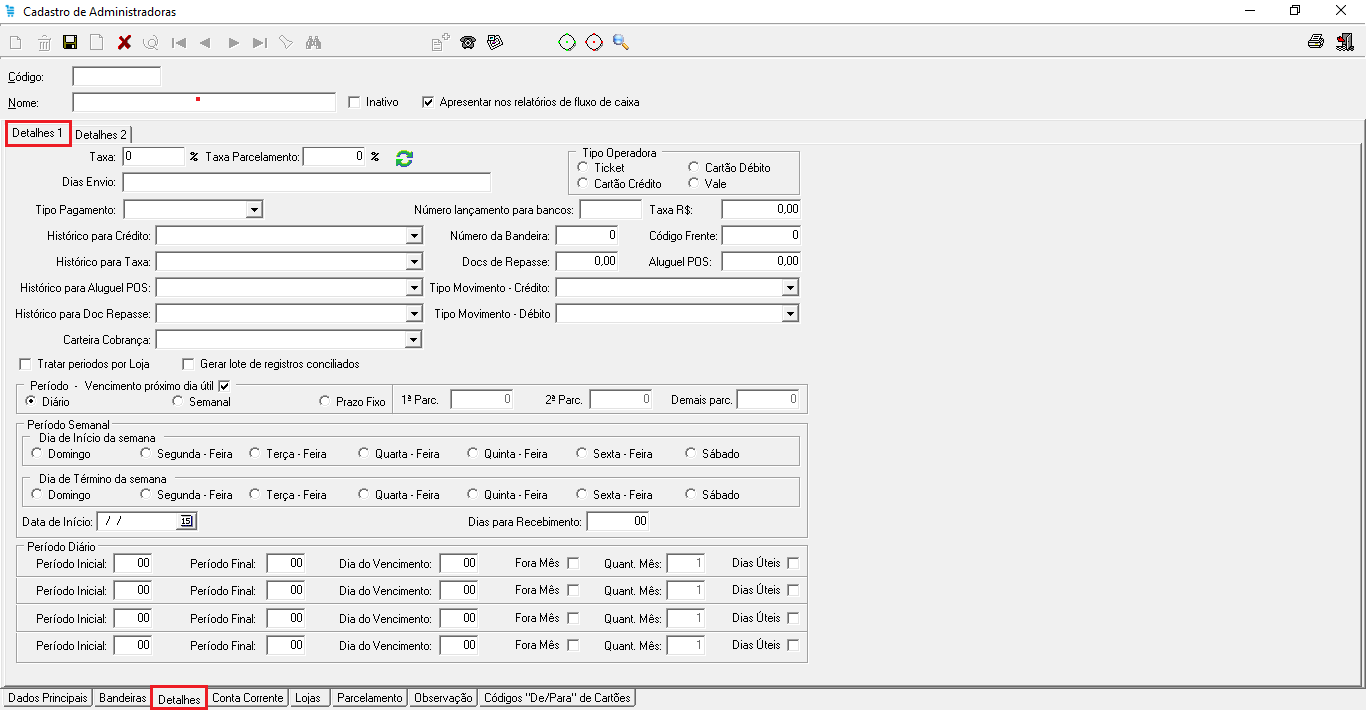 Cadastro de Administradoras
Código:
Nome: Inativo Apresentar nos relatórios de fluxo de caixa
Detalhes 1 Detalhes 2
Taxa: 0 % Taxa Parcelamento: 0 % Tipo Operadora
Ticket Cartão Débito
Dias Envio: Cartão Crédito Vale
Tipo Pagamento: Número lançamento para bancos: Taxa R$: 0,00
Histórico para Crédito: Número da Bandeira: 0 Código Frente: 0
Histórico para Taxa: Docs de Repasse: 0,00 Aluguel POS: 0,00
Histórico para Aluguel POS: Tipo Movimento - Crédito:
Histórico para Doc Repasse: Tipo Movimento - Débito
Carteira Cobrança:
Tratar periodos por Loja Gerar lote de registros conciliados
Período - Vencimento próximo dia útil
Diário Semanal Prazo Fixo 1ª Parc. 0 2ª Parc. 0 Demais parc. 0
Período Semanal
Dia de Início da semana
Domingo Segunda - Feira Terça - Feira Quarta - Feira Quinta - Feira Sexta - Feira Sábado
Dia de Término da semana
Domingo Segunda - Feira Terça - Feira Quarta - Feira Quinta - Feira Sexta - Feira Sábado
Data de Início: / / 15 Dias para Recebimento: 00
Período Diário
Período Inicial: 00 Período Final: 00 Dia do Vencimento: 00 Fora Mês Quant. Mês: 1 Dias Úteis
Período Inicial: 00 Período Final: 00 Dia do Vencimento: 00 Fora Mês Quant. Mês: 1 Dias Úteis
Período Inicial: 00 Período Final: 00 Dia do Vencimento: 00 Fora Mês Quant. Mês: 1 Dias Úteis
Período Inicial: 00 Período Final: 00 Dia do Vencimento: 00 Fora Mês Quant. Mês: 1 Dias Úteis
Dados Principais Bandeiras Detalhes Conta Corrente Lojas Parcelamento Observação Códigos "De/Para" de Cartões